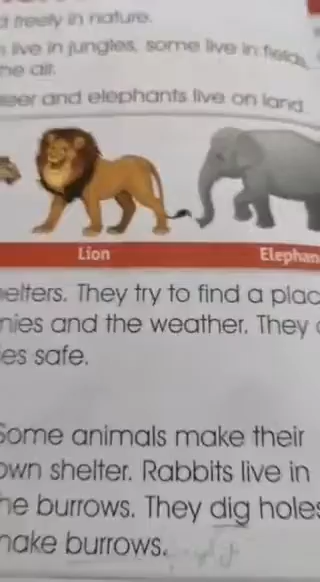 freely in nature.
live in jungles, some live in fields,
he air.
eer and elephants live on land.
Lion Elephan
elters. They try to find a plac
nies and the weather. They
es safe.
Some animals make their
own shelter. Rabbits live in
he burrows. They dig holes
make burrows.